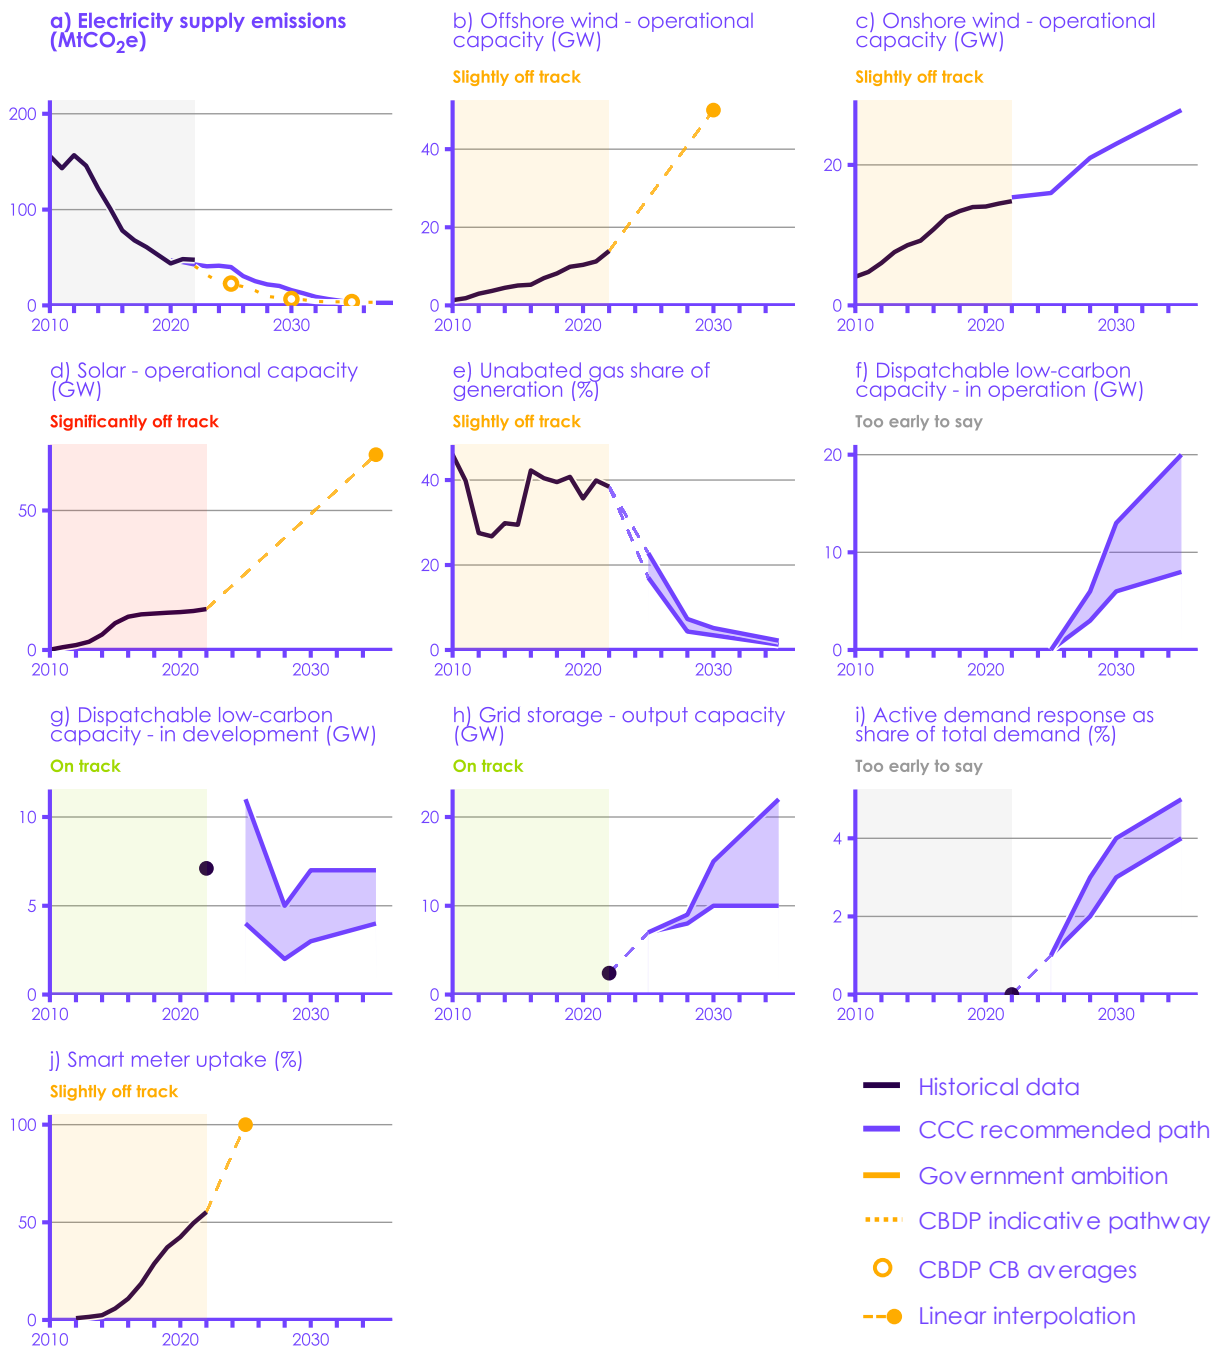 a) Electricity supply emissions
(MtCO₂e)
200
100
0
2010
2020
2030
b) Offshore wind - operational
capacity (GW)
Slightly off track
40
20
0
2010
2020
2030
c) Onshore wind - operational
capacity (GW)
Slightly off track
20
0
2010
2020
2030
d) Solar - operational capacity
(GW)
Significantly off track
50
0
2010
2020
2030
e) Unabated gas share of
generation (%)
Slightly off track
40
20
0
2010
2020
2030
f) Dispatchable low-carbon
capacity - in operation (GW)
Too early to say
20
10
0
2010
2020
2030
g) Dispatchable low-carbon
capacity - in development (GW)
On track
10
5
0
2010
2020
2030
h) Grid storage - output capacity
(GW)
On track
20
10
0
2010
2020
2030
i) Active demand response as
share of total demand (%)
Too early to say
4
2
0
2010
2020
2030
j) Smart meter uptake (%)
Slightly off track
100
50
0
2010
2020
2030
Historical data
CCC recommended path
Government ambition
CBDP indicative pathway
CBDP CB averages
Linear interpolation